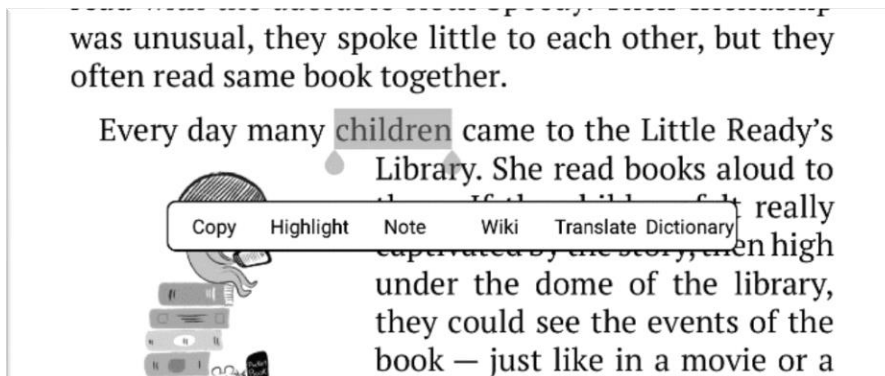 was unusual, they spoke little to each other, but they
often read same book together.
Every day many children came to the Little Ready's
Library. She read books aloud to
really
Copy Highlight Note Wiki Translate Dictionary
high
under the dome of the library,
they could see the events of the
book — just like in a movie or a